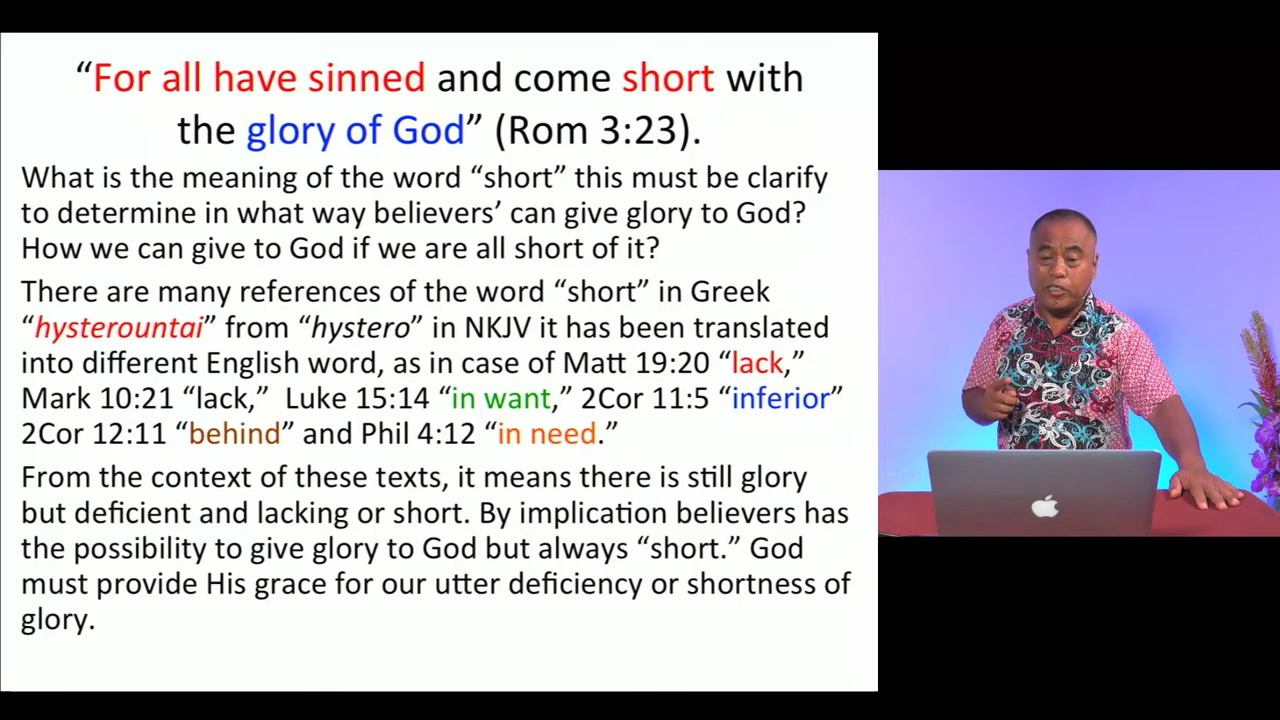 “For all have sinned and come short with
the glory of God” (Rom 3:23).
What is the meaning of the word “short” this must be clarify
to determine in what way believers’ can give glory to God?
How we can give to God if we are all short of it?
There are many references of the word “short” in Greek
“hysterountai” from “hystero” in NKJV it has been translated
into different English word, as in case of Matt 19:20 “lack,”
Mark 10:21 “lack,” Luke 15:14 “in want,” 2Cor 11:5 “inferior”
2Cor 12:11 “behind” and Phil 4:12 “in need.”
From the context of these texts, it means there is still glory
but deficient and lacking or short. By implication believers has
the possibility to give glory to God but always “short.” God
must provide His grace for our utter deficiency or shortness of
glory.